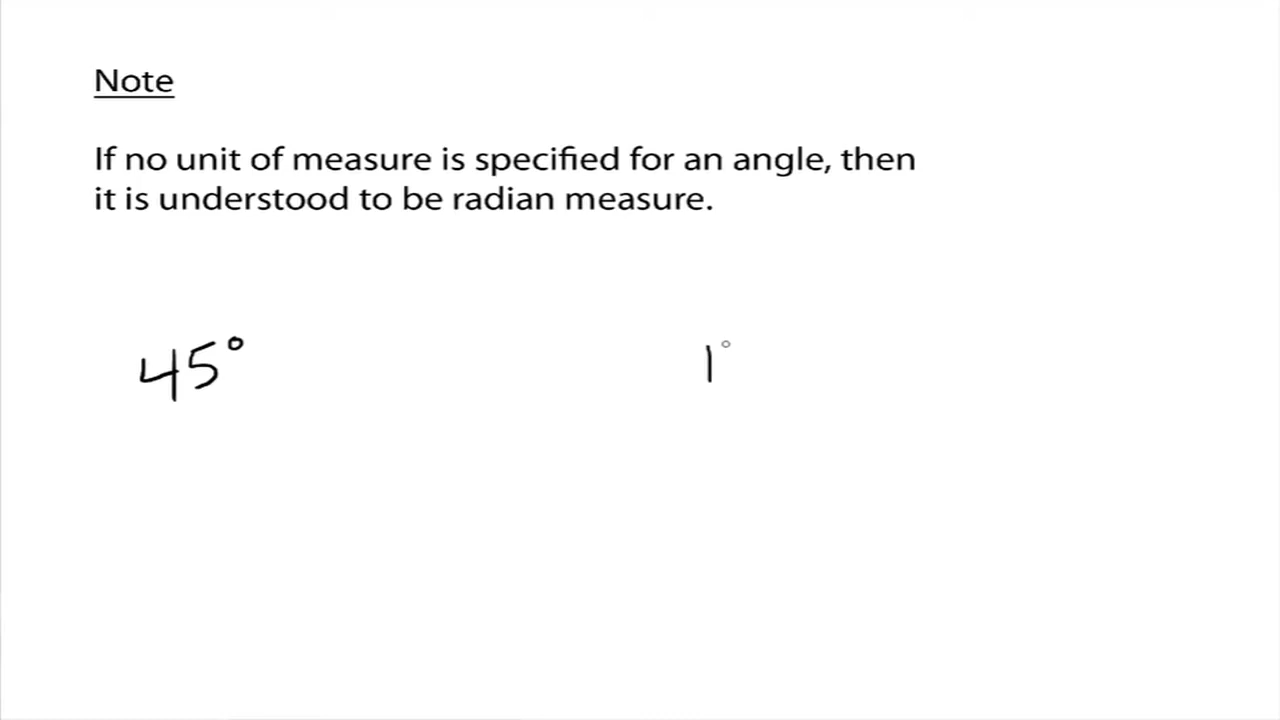 Note
If no unit of measure is specified for an angle, then
it is understood to be radian measure.
45° 1